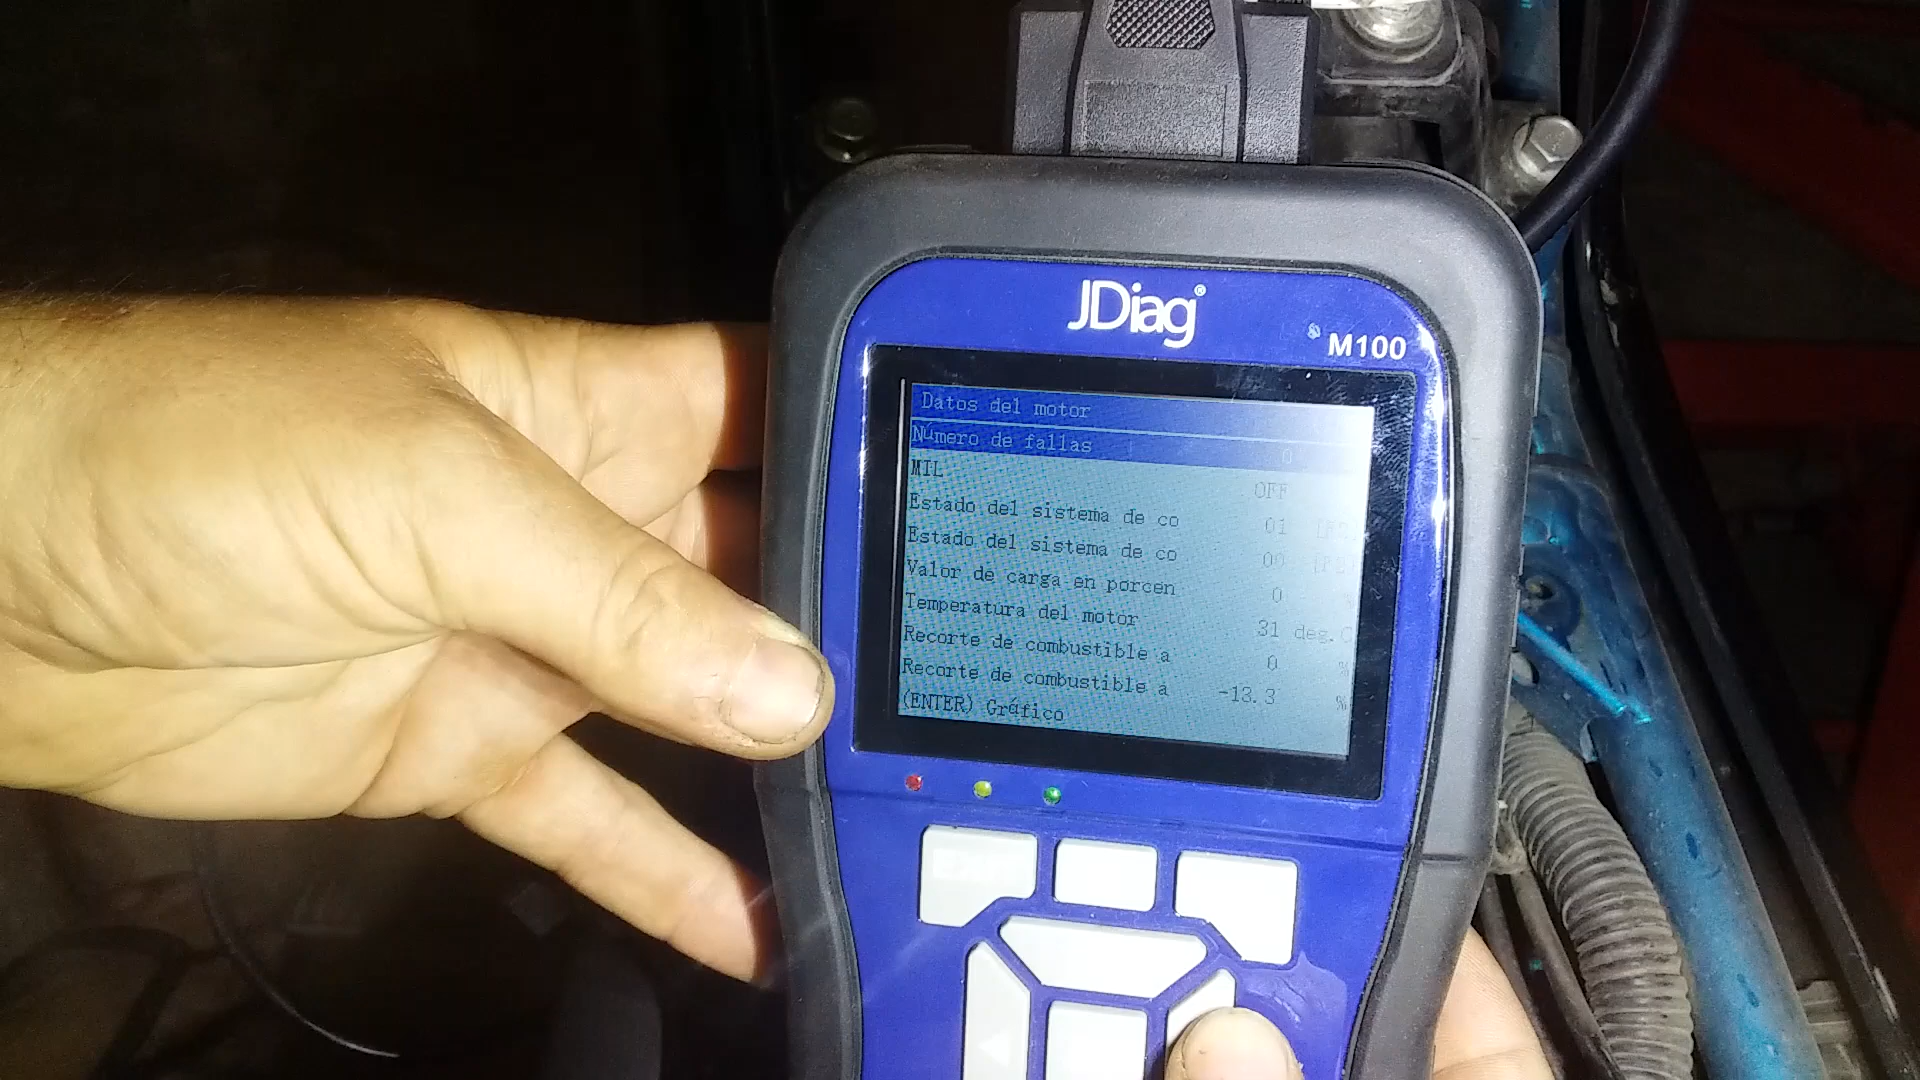 JDiag®
M100
Datos del motor
Número de fallas 0
MIL OFF
Estado del sistema de co 01
Estado del sistema de co 00
Valor de carga en porcen 0 %
Temperatura del motor 31 deg.C
Recorte de combustible a 0 %
Recorte de combustible a -13.3 %
(ENTER) Gráfico